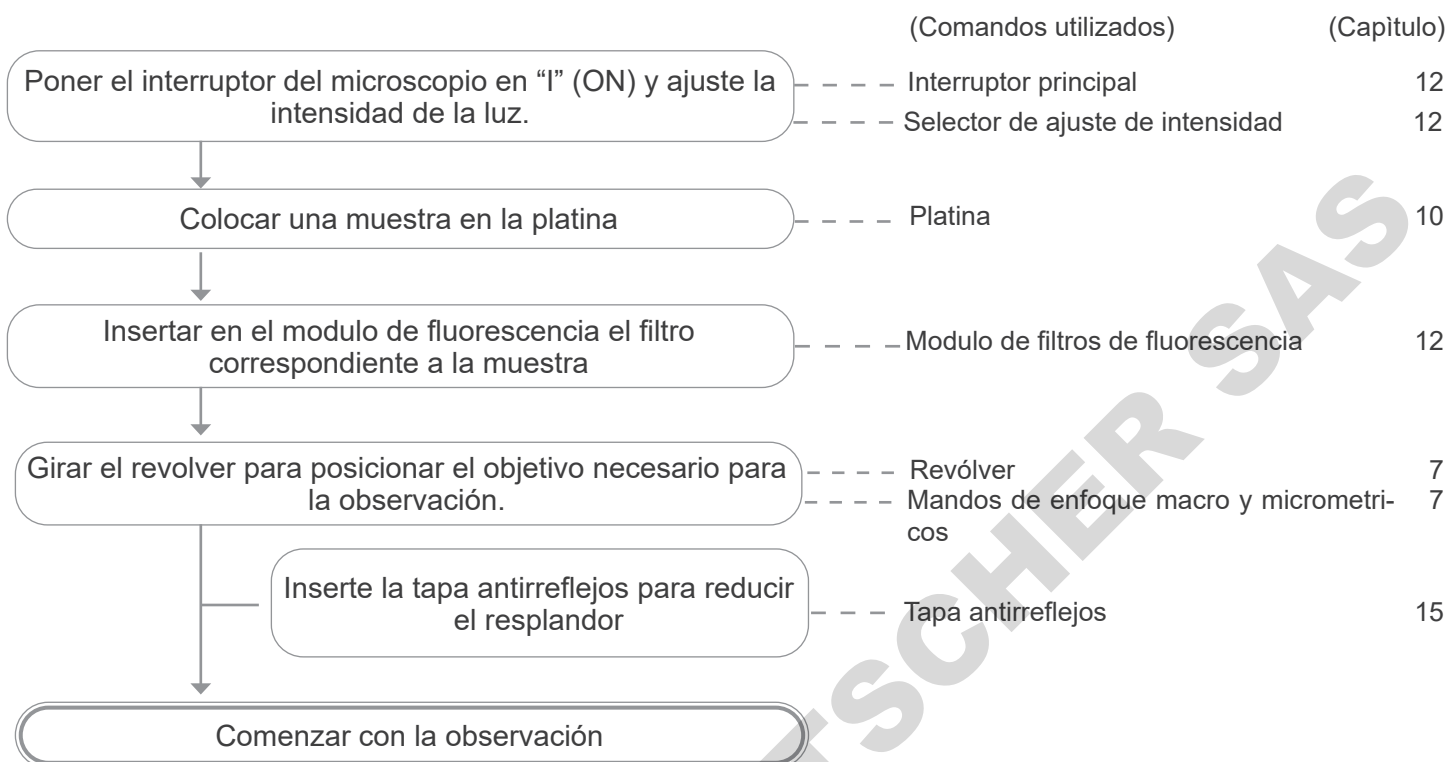 (Comandos utilizados) (Capìtulo)
Poner el interruptor del microscopio en “I” (ON) y ajuste la
intensidad de la luz.
Interruptor principal 12
Selector de ajuste de intensidad 12
Colocar una muestra en la platina
Platina 10
Insertar en el modulo de fluorescencia el filtro
correspondiente a la muestra
Modulo de filtros de fluorescencia 12
Girar el revolver para posicionar el objetivo necesario para
la observación.
Revólver 7
Mandos de enfoque macro y micrometri- 7
cos
Inserte la tapa antirreflejos para reducir
el resplandor
Tapa antirreflejos 15
Comenzar con la observación
TSCHER SAS